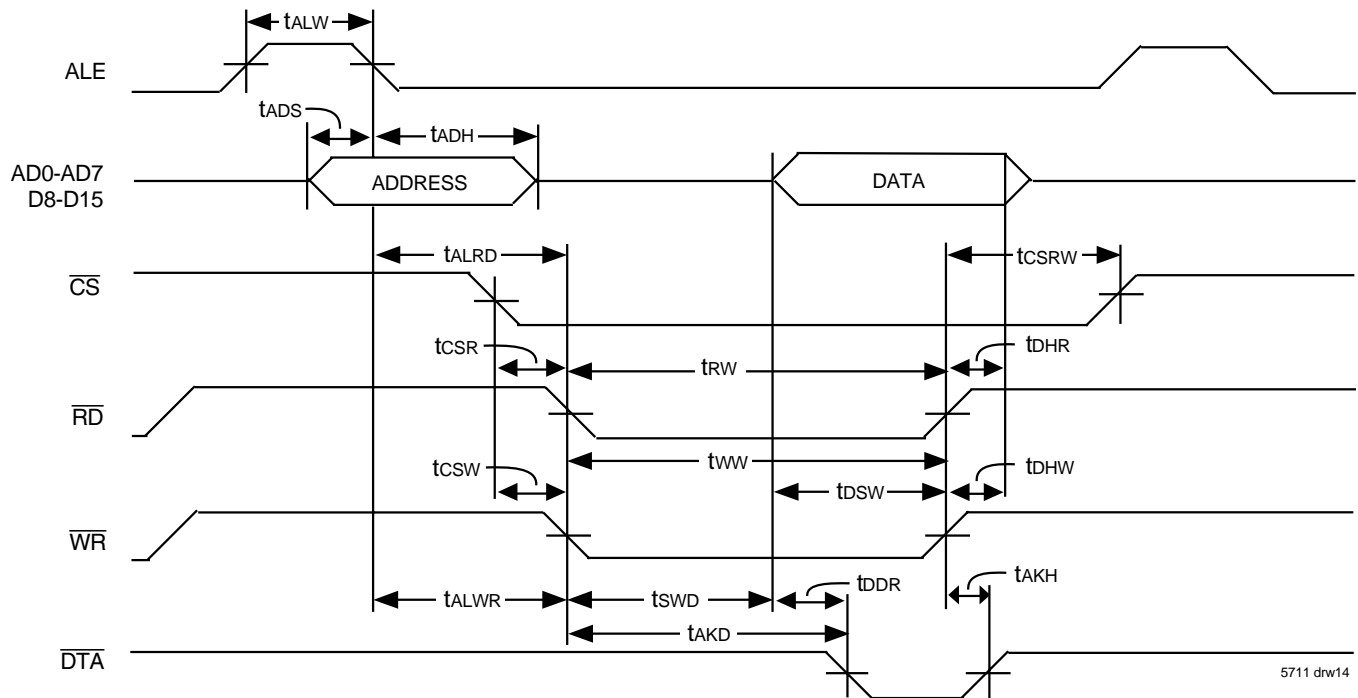 tALW
ALE
tADS
tADH
AD0-AD7
D8-D15
ADDRESS
DATA
tALRD
tCSRW
CS
tCSR
tRW
tDHR
RD
tCSW
tWW
tDHW
tDSW
WR
tDDR
tAKH
tALWR
tSWD
tAKD
DTA
5711 drw14